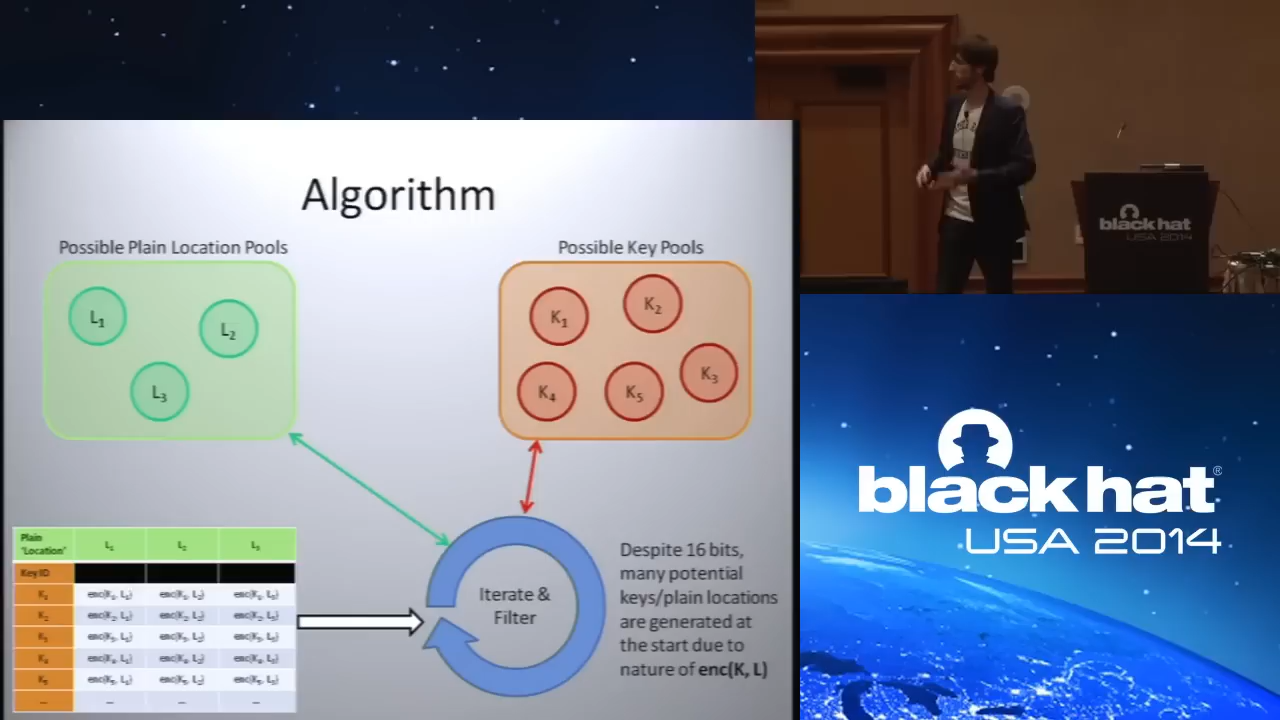 Algorithm
Possible Plain Location Pools
Possible Key Pools
L1
L2
L3
K1
K2
K3
K4
K5
Plain 'Location'
L1
L2
L3
Key ID
K1
enc(K1, L1)
enc(K1, L2)
enc(K1, L3)
K2
enc(K2, L1)
enc(K2, L2)
enc(K2, L3)
K3
enc(K3, L1)
enc(K3, L2)
enc(K3, L3)
K4
enc(K4, L1)
enc(K4, L2)
enc(K4, L3)
K5
enc(K5, L1)
enc(K5, L2)
enc(K5, L3)
...
...
...
...
Iterate &
Filter
Despite 16 bits,
many potential
keys/plain locations
are generated at
the start due to
nature of enc(K, L)
black hat
USA 2014
black hat®
USA 2014